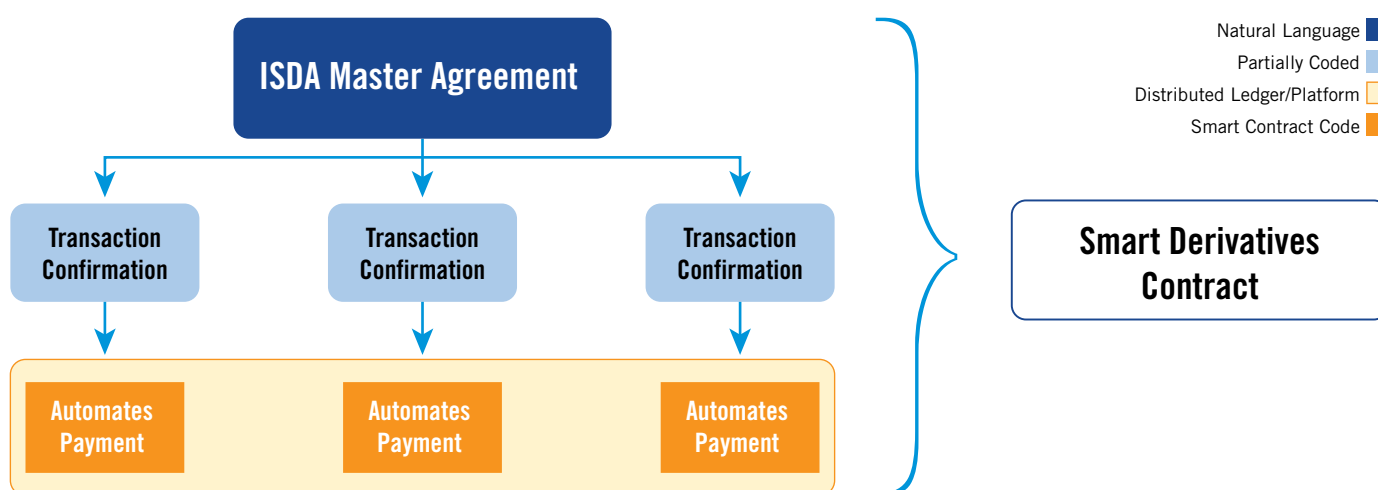 ISDA Master Agreement
Natural Language
Partially Coded
Distributed Ledger/Platform
Smart Contract Code
Transaction
Confirmation
Transaction
Confirmation
Transaction
Confirmation
Smart Derivatives
Contract
Automates
Payment
Automates
Payment
Automates
Payment